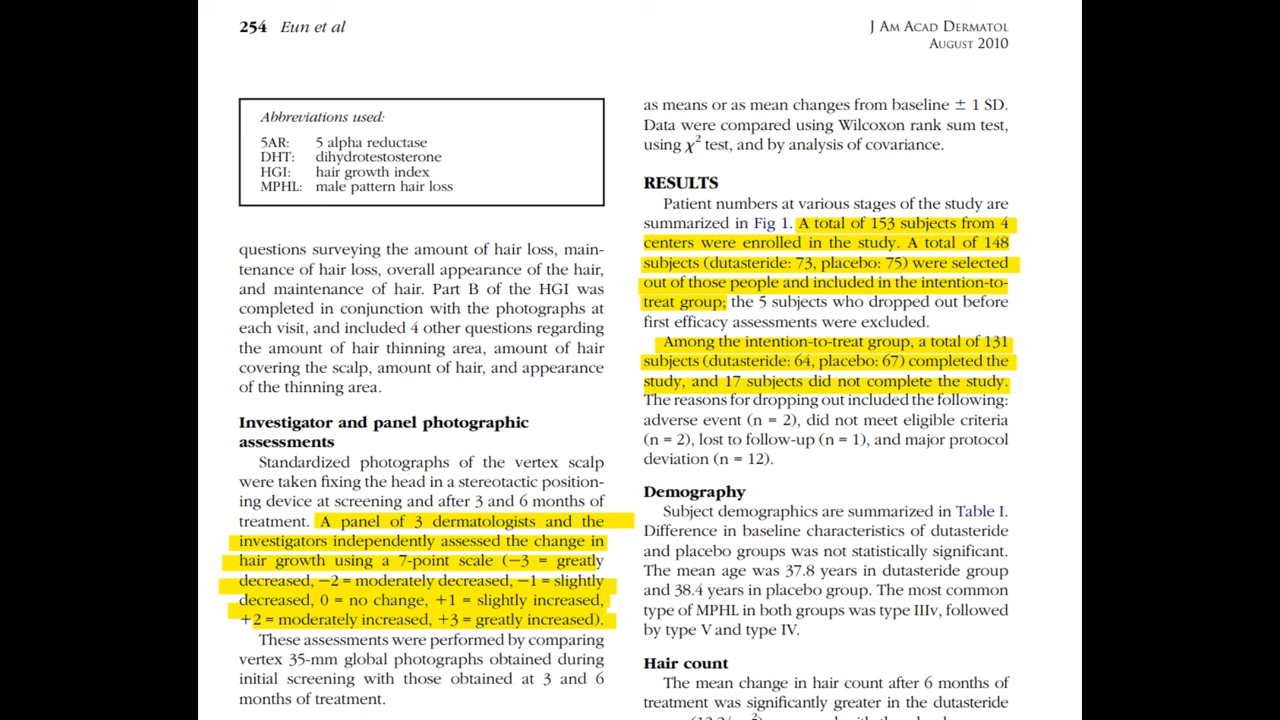 254 Eun et al
J AM ACAD DERMATOL
AUGUST 2010
Abbreviations used:
5AR: 5 alpha reductase
DHT: dihydrotestosterone
HGI: hair growth index
MPHL: male pattern hair loss
questions surveying the amount of hair loss, main-
tenance of hair loss, overall appearance of the hair,
and maintenance of hair. Part B of the HGI was
completed in conjunction with the photographs at
each visit, and included 4 other questions regarding
the amount of hair thinning area, amount of hair
covering the scalp, amount of hair, and appearance
of the thinning area.
Investigator and panel photographic
assessments
Standardized photographs of the vertex scalp
were taken fixing the head in a stereotactic position-
ing device at screening and after 3 and 6 months of
treatment. A panel of 3 dermatologists and the
investigators independently assessed the change in
hair growth using a 7-point scale (−3 = greatly
decreased, −2 = moderately decreased, −1 = slightly
decreased, 0 = no change, +1 = slightly increased,
+2 = moderately increased, +3 = greatly increased).
These assessments were performed by comparing
vertex 35-mm global photographs obtained during
initial screening with those obtained at 3 and 6
months of treatment.
as means or as mean changes from baseline ± 1 SD.
Data were compared using Wilcoxon rank sum test,
using χ² test, and by analysis of covariance.
RESULTS
Patient numbers at various stages of the study are
summarized in Fig 1. A total of 153 subjects from 4
centers were enrolled in the study. A total of 148
subjects (dutasteride: 73, placebo: 75) were selected
out of those people and included in the intention-to-
treat group; the 5 subjects who dropped out before
first efficacy assessments were excluded.
Among the intention-to-treat group, a total of 131
subjects (dutasteride: 64, placebo: 67) completed the
study, and 17 subjects did not complete the study.
The reasons for dropping out included the following:
adverse event (n = 2), did not meet eligible criteria
(n = 2), lost to follow-up (n = 1), and major protocol
deviation (n = 12).
Demography
Subject demographics are summarized in Table I.
Difference in baseline characteristics of dutasteride
and placebo groups was not statistically significant.
The mean age was 37.8 years in dutasteride group
and 38.4 years in placebo group. The most common
type of MPHL in both groups was type IIIv, followed
by type V and type IV.
Hair count
The mean change in hair count after 6 months of
treatment was significantly greater in the dutasteride